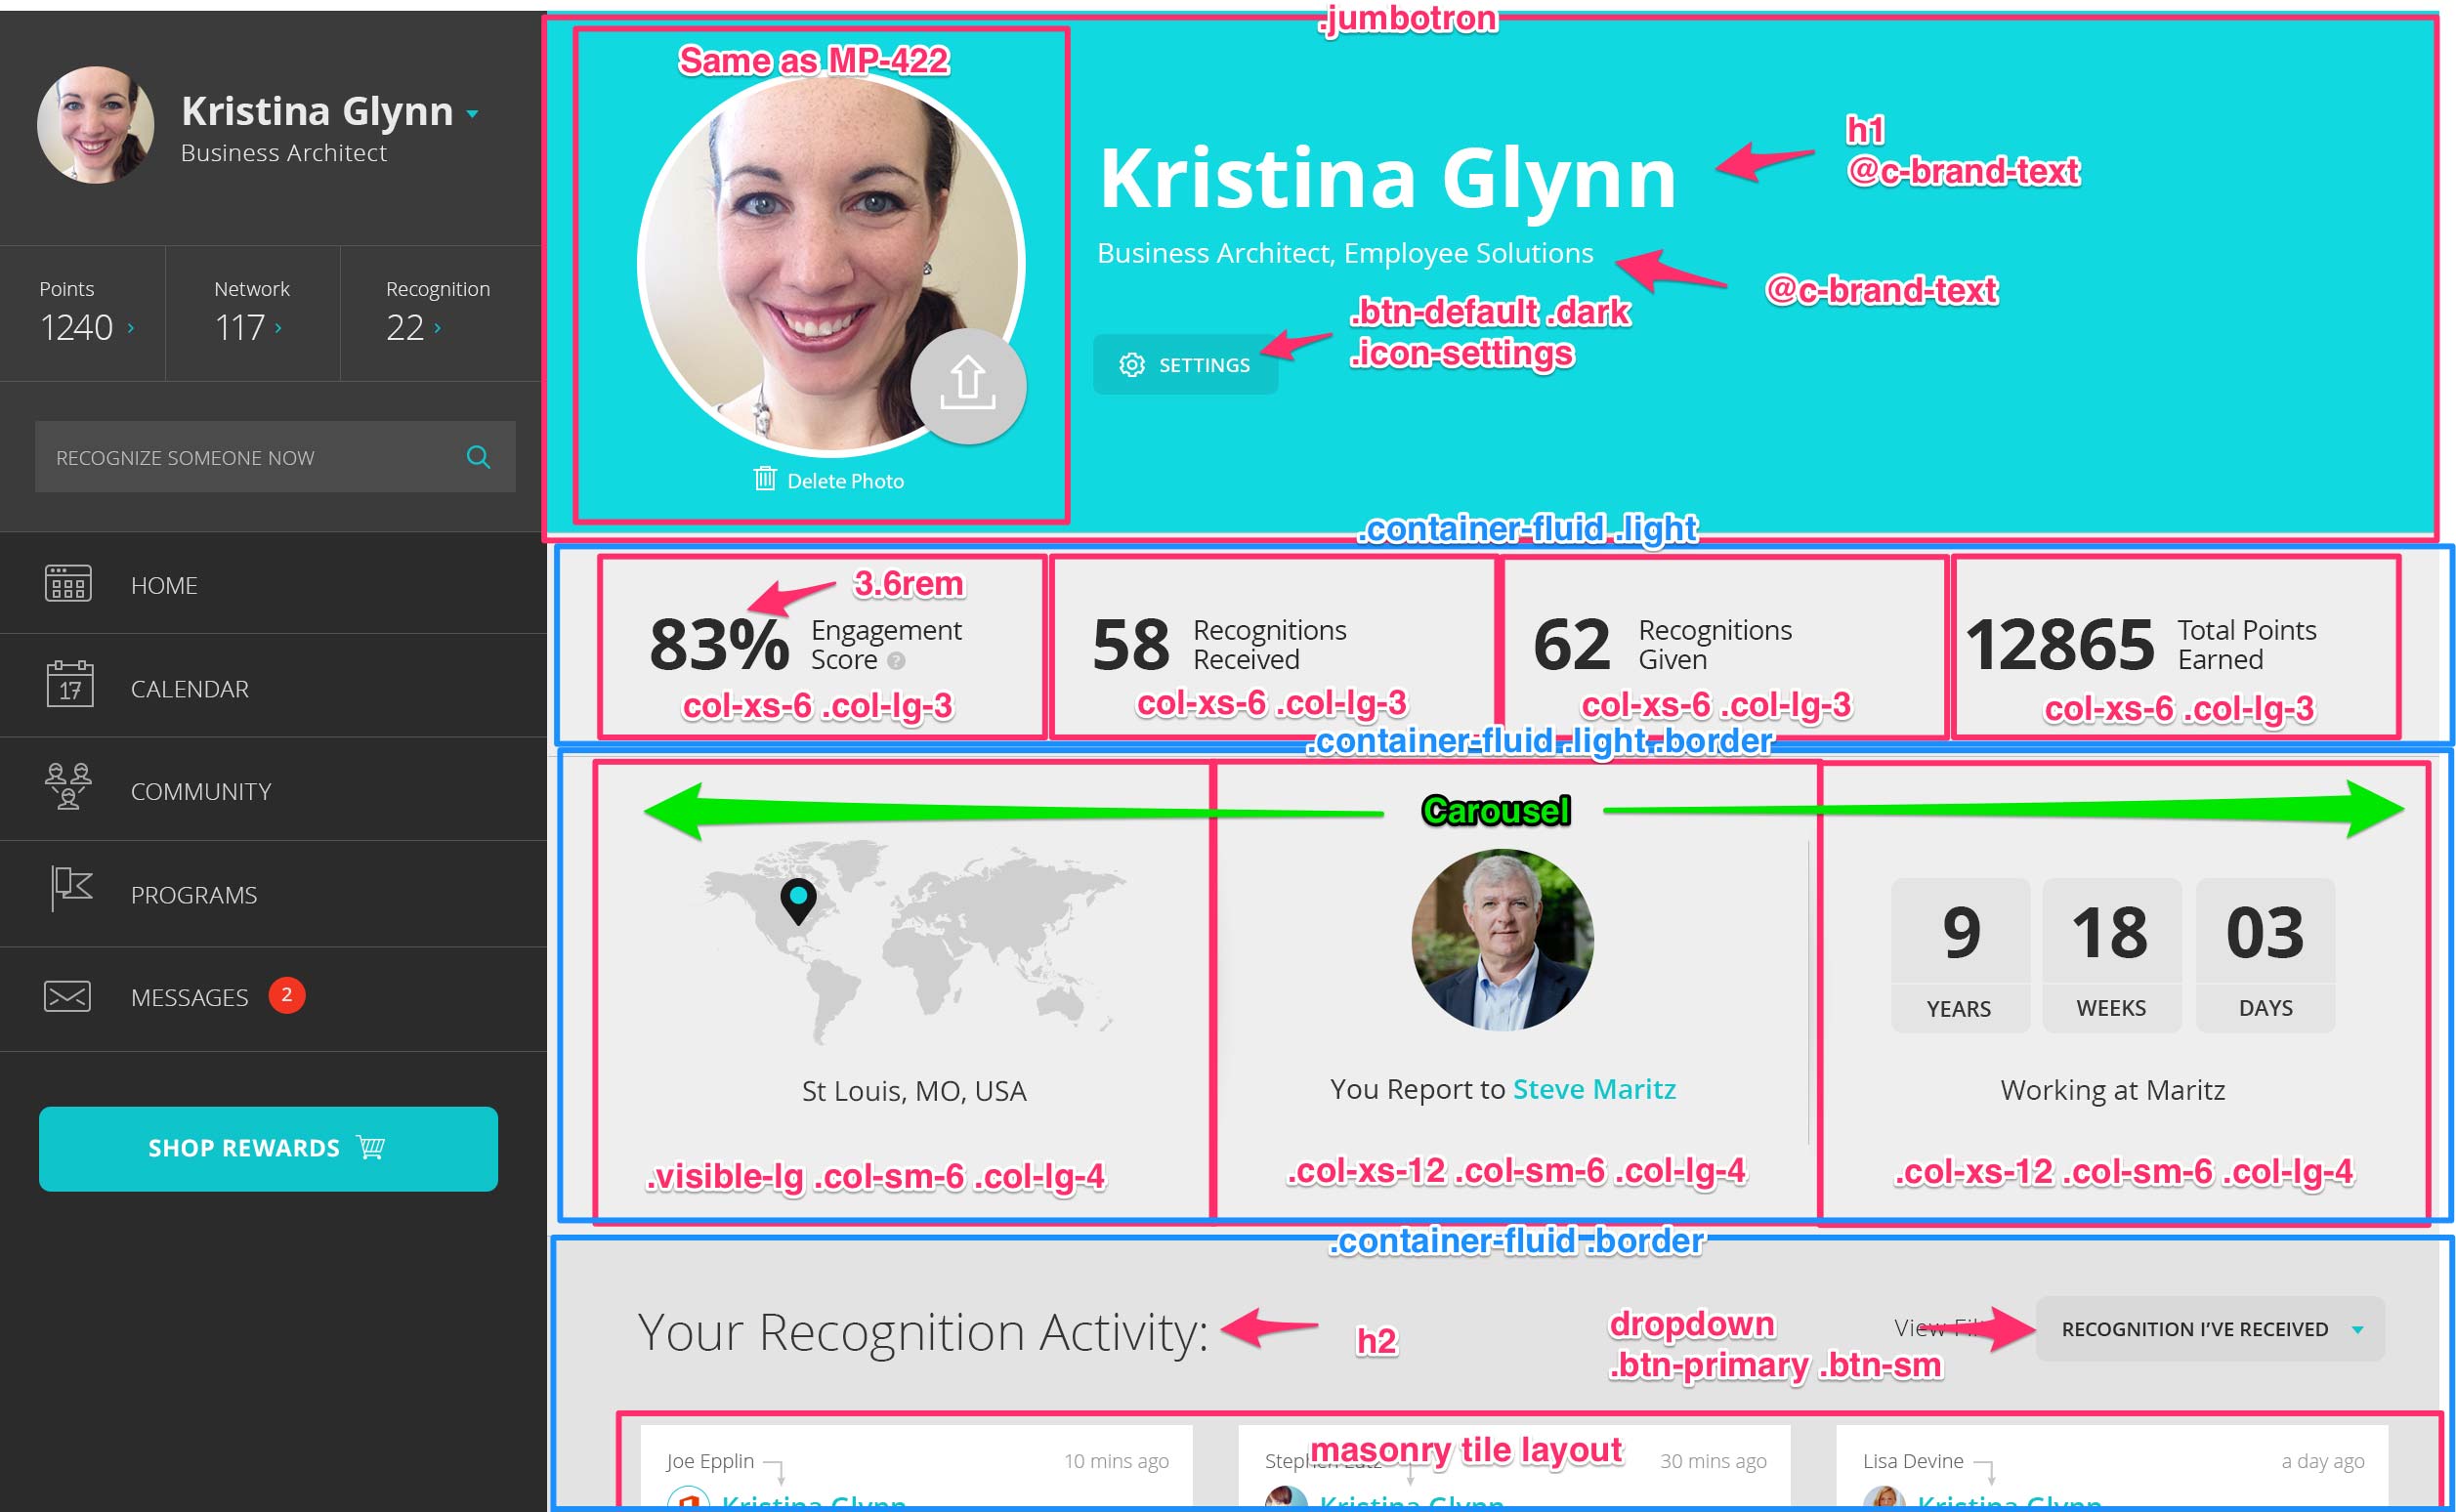 Kristina Glynn
Business Architect
Points
1240
Network
117
Recognition
22
RECOGNIZE SOMEONE NOW
HOME
17
CALENDAR
COMMUNITY
PROGRAMS
MESSAGES 2
SHOP REWARDS
.jumbotron
Same as MP-422
Delete Photo
Kristina Glynn
h1
@c-brand-text
Business Architect, Employee Solutions
@c-brand-text
.btn-default .dark
.icon-settings
SETTINGS
.container-fluid .light
3.6rem
83%
Engagement
Score ?
col-xs-6 .col-lg-3
58
Recognitions
Received
col-xs-6 .col-lg-3
62
Recognitions
Given
col-xs-6 .col-lg-3
12865
Total Points
Earned
col-xs-6 .col-lg-3
.container-fluid .light .border
Carousel
St Louis, MO, USA
.visible-lg .col-sm-6 .col-lg-4
You Report to Steve Maritz
.col-xs-12 .col-sm-6 .col-lg-4
9
YEARS
18
WEEKS
03
DAYS
Working at Maritz
.col-xs-12 .col-sm-6 .col-lg-4
.container-fluid .border
Your Recognition Activity:
h2
dropdown
.btn-primary .btn-sm
View
RECOGNITION I'VE RECEIVED
masonry tile layout
Joe Epplin
10 mins ago
Kristina Glynn
30 mins ago
Kristina Glynn
Lisa Devine
a day ago
Kristina Glynn